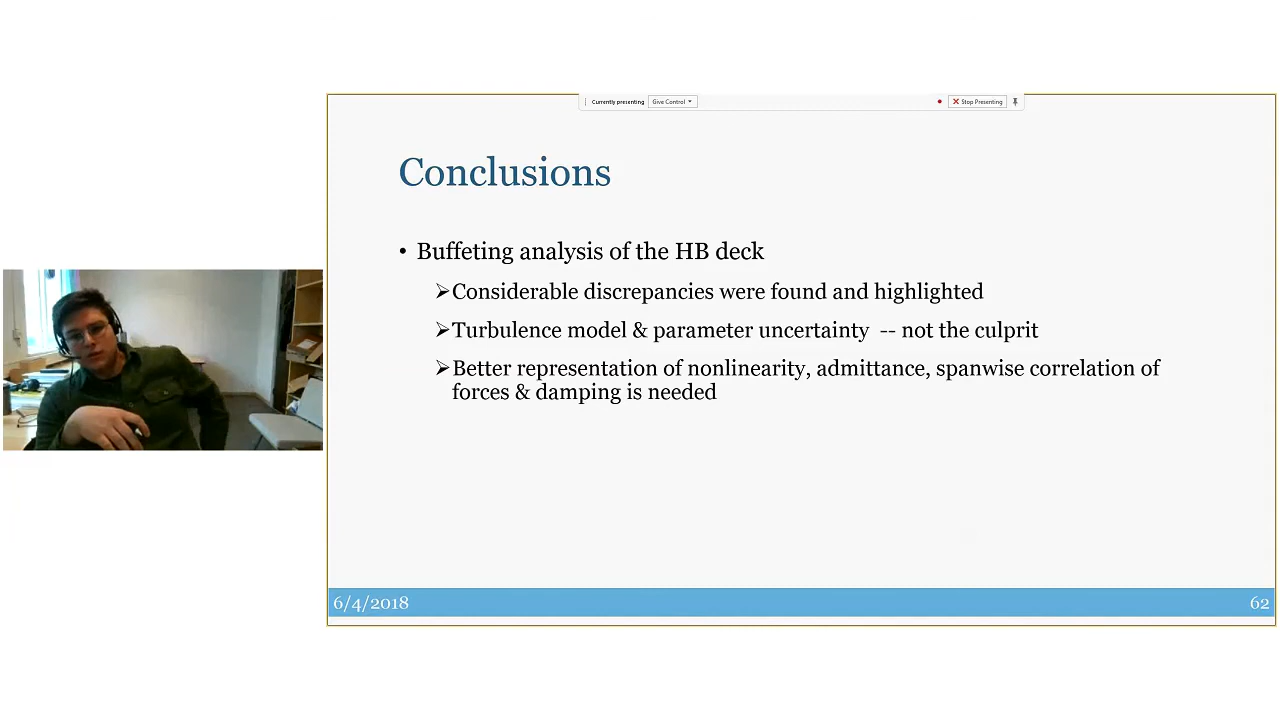 Currently presenting
Give Control
Stop Presenting
Conclusions
• Buffeting analysis of the HB deck
➢Considerable discrepancies were found and highlighted
➢Turbulence model & parameter uncertainty -- not the culprit
➢Better representation of nonlinearity, admittance, spanwise correlation of
forces & damping is needed
6/4/2018
62